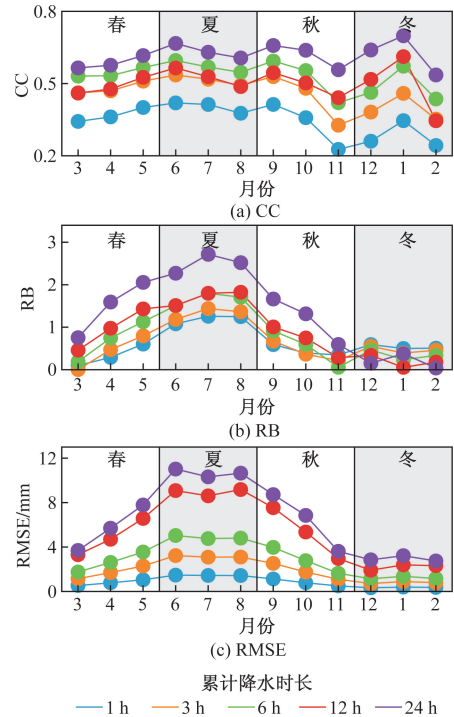 春 夏 秋 冬
0.8
0.5
0.2
CC
3 4 5 6 7 8 9 10 11 12 1 2
月份
(a) CC
春 夏 秋 冬
3
2
1
0
RB
3 4 5 6 7 8 9 10 11 12 1 2
(b) RB
春 夏 秋 冬
12
8
4
0
RMSE/mm
3 4 5 6 7 8 9 10 11 12 1 2
月份
(c) RMSE
累计降水时长
1 h 3 h 6 h 12 h 24 h